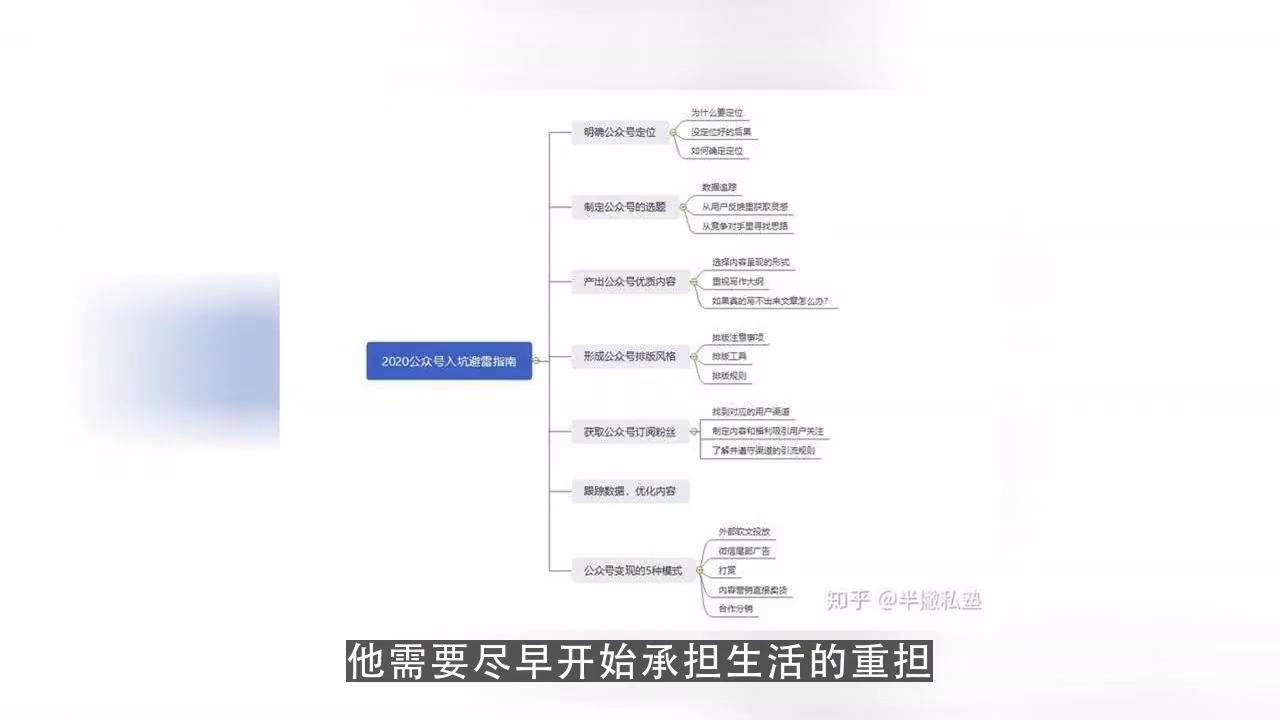 2020公众号入坑避雷指南
明确公众号定位
为什么要定位
没定位好的后果
如何确定定位
制定公众号的选题
数据追踪
从用户反馈里获取灵感
从竞争对手里寻找思路
产出公众号优质内容
选择内容呈现的形式
重视写作大纲
如果真的写不出来文章怎么办?
形成公众号排版风格
排版注意事项
排版工具
排版规则
获取公众号订阅粉丝
找到对应的用户渠道
制定内容和福利吸引用户关注
了解并遵守渠道的引流规则
跟踪数据，优化内容
公众号变现的5种模式
外部软文投放
微信尾部广告
打赏
内容营销直接卖货
合作分销
知乎 @半撇私塾
他需要尽早开始承担生活的重担